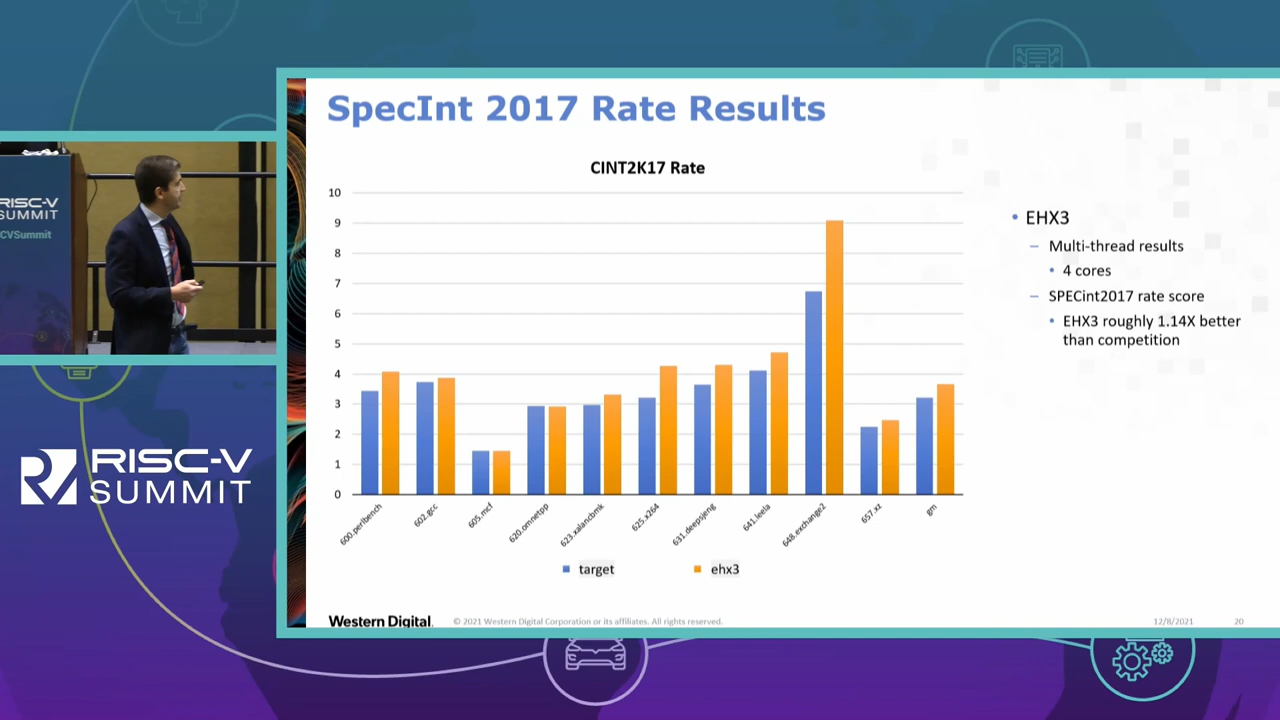 SpecInt 2017 Rate Results
CINT2K17 Rate
10
9
8
7
6
5
4
3
2
1
0
600.perlbench
602.gcc
605.mcf
620.omnetpp
623.xalancbmk
625.x264
631.deepsjeng
641.leela
648.exchange2
657.xz
gm
target
ehx3
• EHX3
– Multi-thread results
• 4 cores
– SPECint2017 rate score
• EHX3 roughly 1.14X better
than competition
Western Digital.
© 2021 Western Digital Corporation or its affiliates. All rights reserved.
12/8/2021
20
RISC-V
SUMMIT
CVSummit
RISC-V
SUMMIT